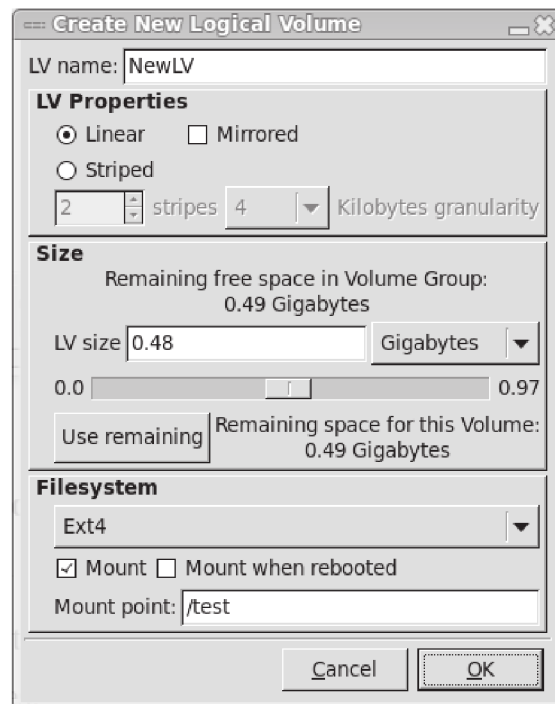 Create New Logical Volume
LV name: NewLV
LV Properties
Linear Mirrored
Striped
2 stripes 4 Kilobytes granularity
Size
Remaining free space in Volume Group:
0.49 Gigabytes
LV size 0.48 Gigabytes
0.0 0.97
Use remaining
Remaining space for this Volume:
0.49 Gigabytes
Filesystem
Ext4
Mount Mount when rebooted
Mount point: /test
Cancel OK